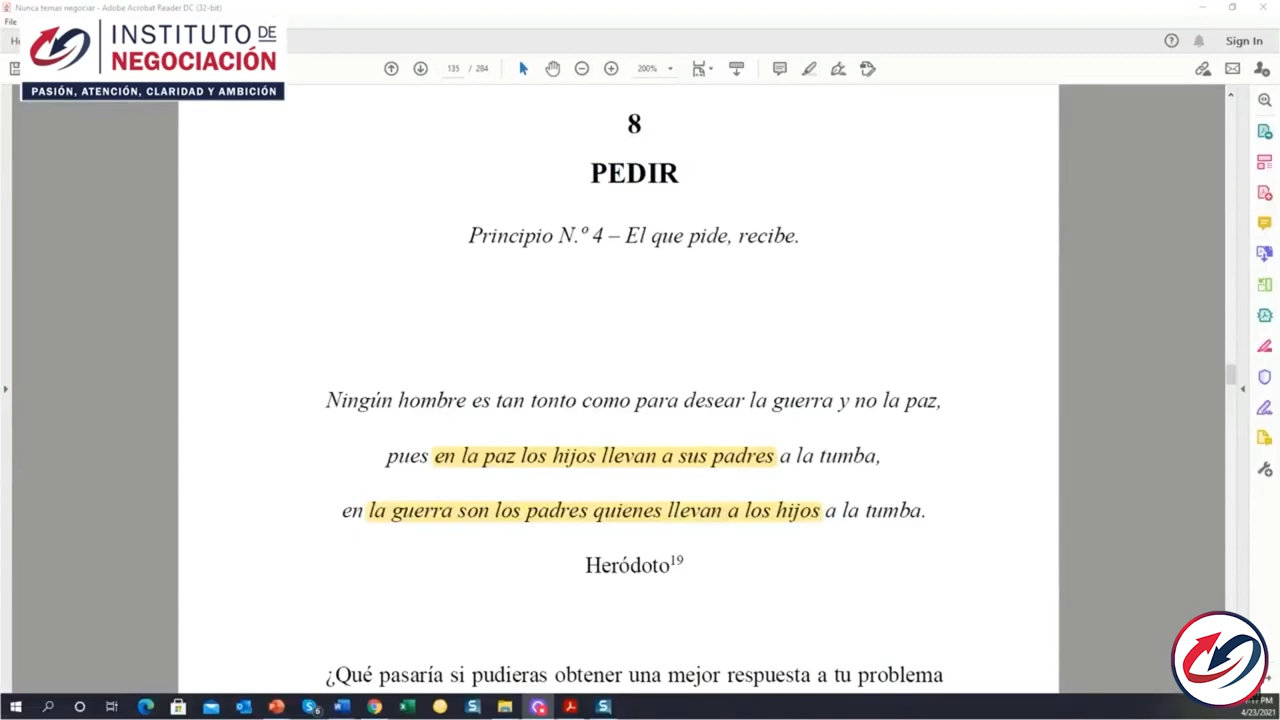 Nunca temas negociar - Adobe Acrobat Reader DC (32-bit)
File
INSTITUTO DE
NEGOCIACIÓN
PASIÓN, ATENCIÓN, CLARIDAD Y AMBICIÓN
Sign In
135 / 284
200%
8
PEDIR
Principio N.º 4 – El que pide, recibe.
Ningún hombre es tan tonto como para desear la guerra y no la paz,
pues en la paz los hijos llevan a sus padres a la tumba,
en la guerra son los padres quienes llevan a los hijos a la tumba.
Heródoto19
¿Qué pasaría si pudieras obtener una mejor respuesta a tu problema
4/23/2021